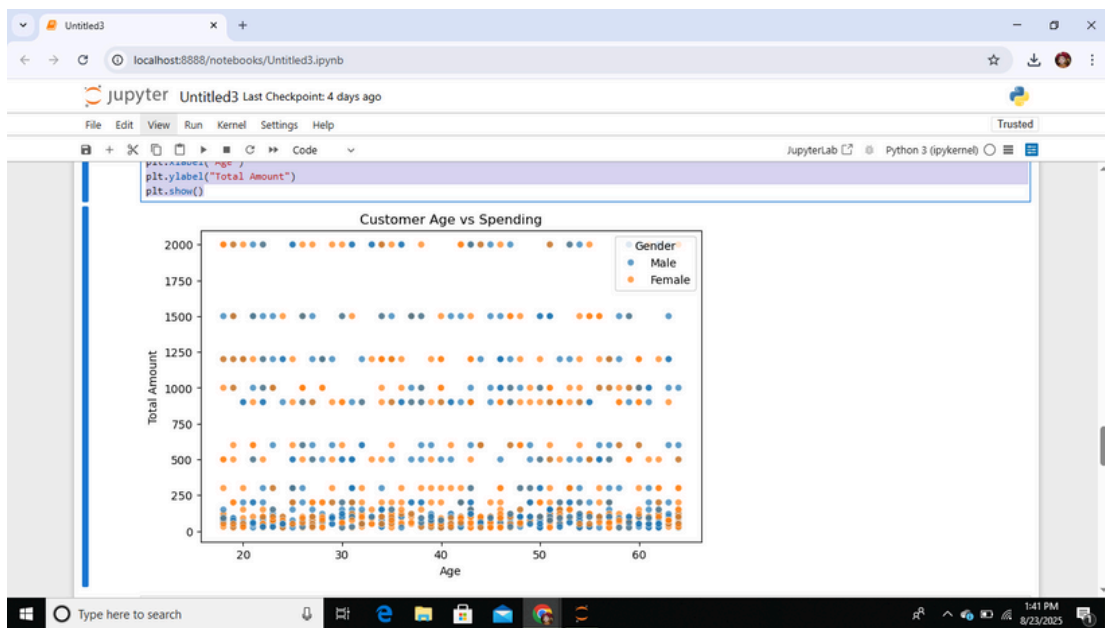 Untitled3
localhost:8888/notebooks/Untitled3.ipynb
jupyter Untitled3 Last Checkpoint: 4 days ago
File Edit View Run Kernel Settings Help Trusted
Code JupyterLab Python 3 (ipykernel)
plt.xlabel("Age")
plt.ylabel("Total Amount")
plt.show()
Customer Age vs Spending
Gender
Male
Female
2000
1750
1500
1250
1000
750
500
250
0
Total Amount
20 30 40 50 60
Age
Type here to search
1:41 PM
8/23/2025